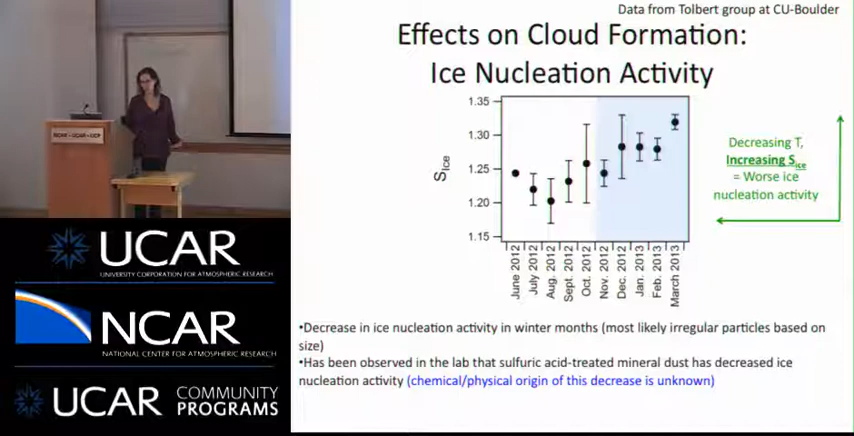 Data from Tolbert group at CU-Boulder
Effects on Cloud Formation:
Ice Nucleation Activity
NCAR • UCAR • UCP
1.35
1.30
1.25
1.20
1.15
S_Ice
June 2012
July 2012
Aug. 2012
Sept. 2012
Oct. 2012
Nov. 2012
Dec. 2012
Jan. 2013
Feb. 2013
March 2013
Decreasing T,
Increasing S_ice
= Worse ice
nucleation activity
•Decrease in ice nucleation activity in winter months (most likely irregular particles based on
size)
•Has been observed in the lab that sulfuric acid-treated mineral dust has decreased ice
nucleation activity (chemical/physical origin of this decrease is unknown)
UCAR
UNIVERSITY CORPORATION FOR ATMOSPHERIC RESEARCH
NCAR
NATIONAL CENTER FOR ATMOSPHERIC RESEARCH
UCAR COMMUNITY
PROGRAMS